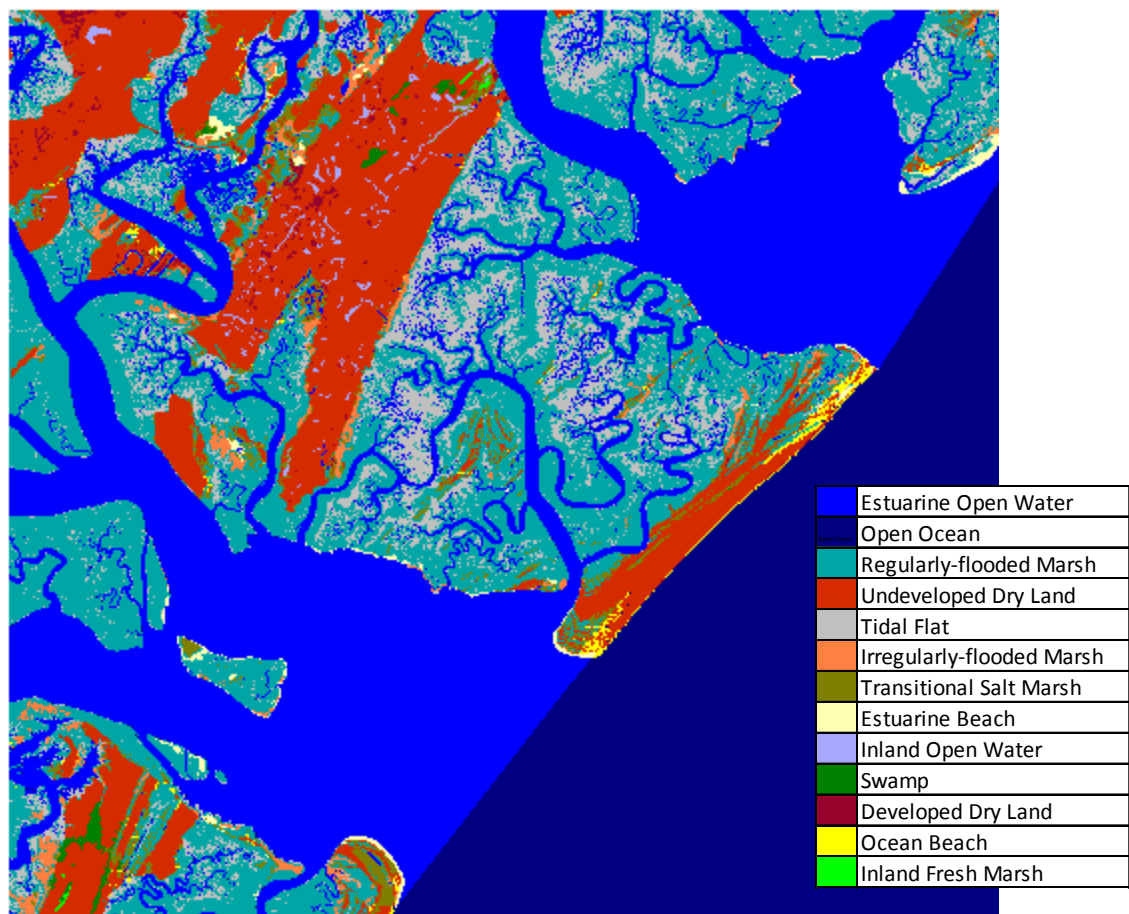 Estuarine Open Water
Open Ocean
Regularly-flooded Marsh
Undeveloped Dry Land
Tidal Flat
Irregularly-flooded Marsh
Transitional Salt Marsh
Estuarine Beach
Inland Open Water
Swamp
Developed Dry Land
Ocean Beach
Inland Fresh Marsh